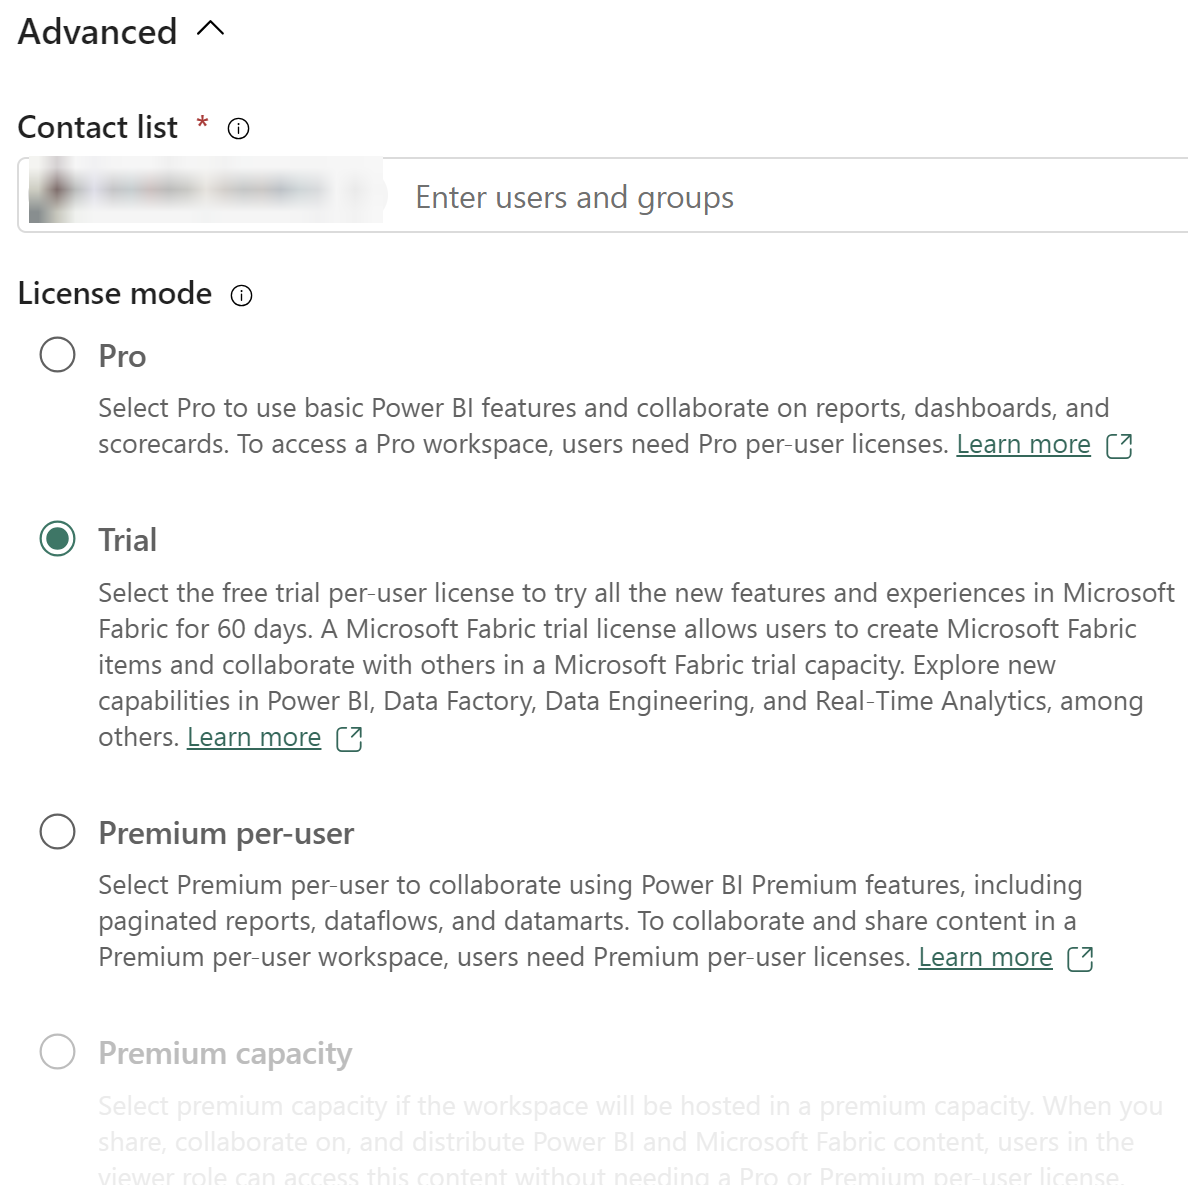 Advanced
Contact list *
Enter users and groups
License mode
Pro
Select Pro to use basic Power BI features and collaborate on reports, dashboards, and
scorecards. To access a Pro workspace, users need Pro per-user licenses. Learn more
Trial
Select the free trial per-user license to try all the new features and experiences in Microsoft
Fabric for 60 days. A Microsoft Fabric trial license allows users to create Microsoft Fabric
items and collaborate with others in a Microsoft Fabric trial capacity. Explore new
capabilities in Power BI, Data Factory, Data Engineering, and Real-Time Analytics, among
others. Learn more
Premium per-user
Select Premium per-user to collaborate using Power BI Premium features, including
paginated reports, dataflows, and datamarts. To collaborate and share content in a
Premium per-user workspace, users need Premium per-user licenses. Learn more
Premium capacity
Select premium capacity if the workspace will be hosted in a premium capacity. When you
share, collaborate on, and distribute Power BI and Microsoft Fabric content, users in the
viewer role can access this content without needing a Pro or Premium per-user license.